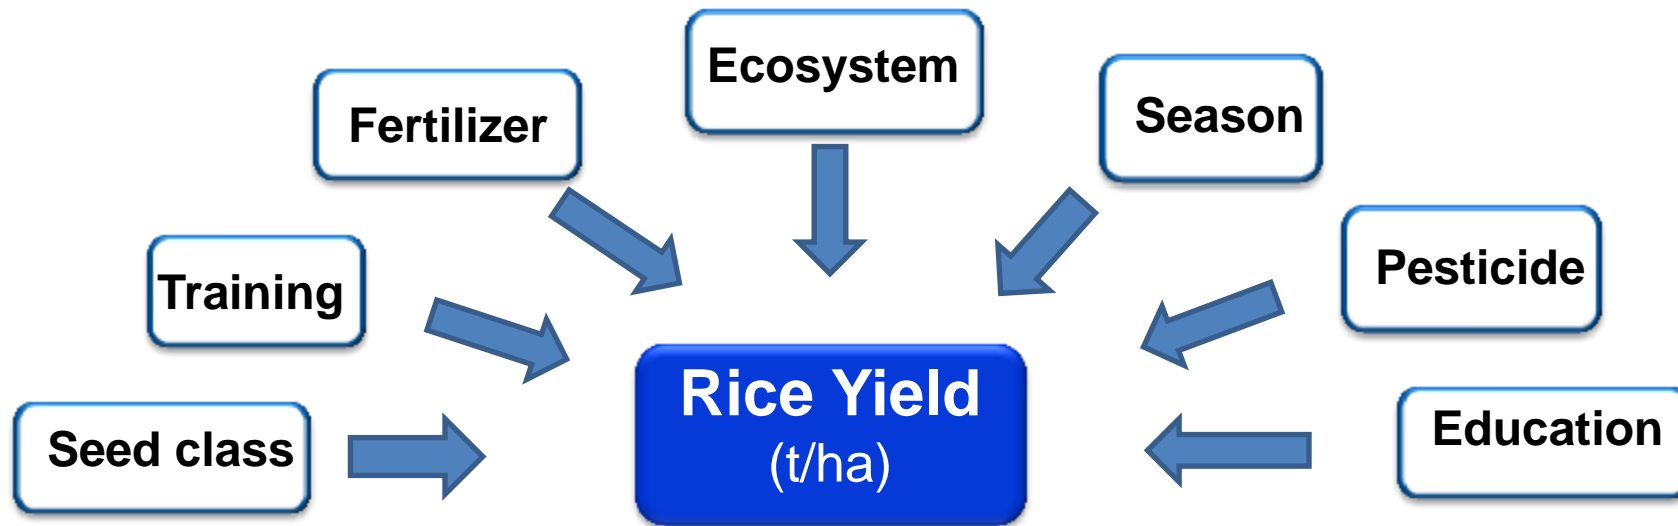 Ecosystem
Fertilizer
Season
Training
Pesticide
Seed class
Rice Yield
(t/ha)
Education